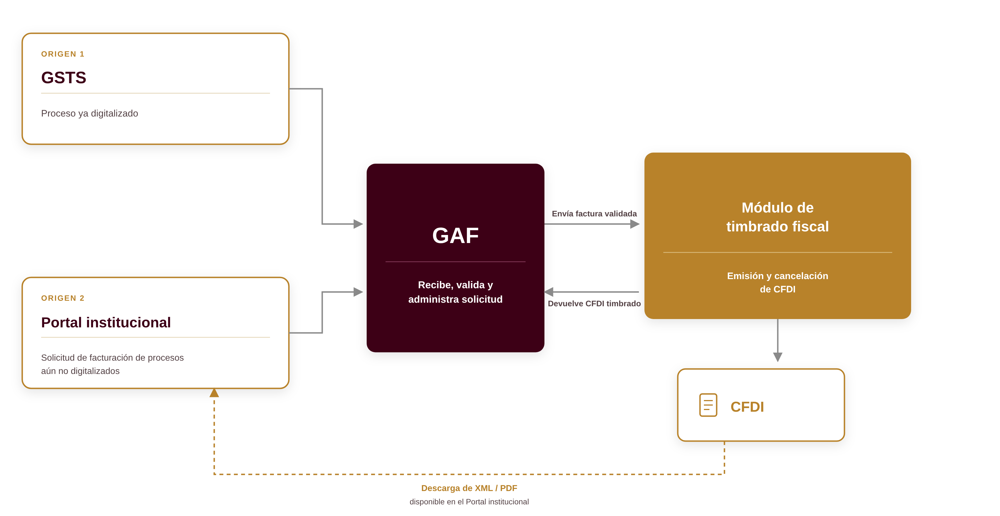 ORIGEN 1
GSTS
Proceso ya digitalizado
ORIGEN 2
Portal institucional
Solicitud de facturación de procesos
aún no digitalizados
GAF
Recibe, valida y
administra solicitud
Envía factura validada
Devuelve CFDI timbrado
Módulo de
timbrado fiscal
Emisión y cancelación
de CFDI
CFDI
Descarga de XML / PDF
disponible en el Portal institucional